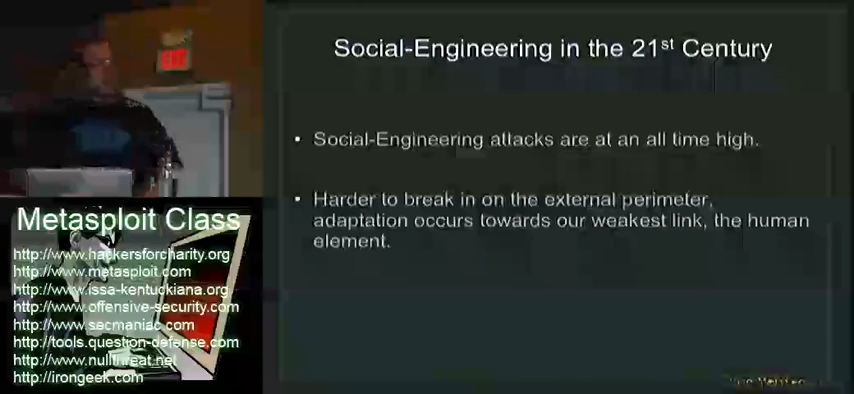 EXIT
Social-Engineering in the 21st Century
• Social-Engineering attacks are at an all time high.
• Harder to break in on the external perimeter,
adaptation occurs towards our weakest link, the human
element.
Metasploit Class
http://www.hackersforcharity.org
http://www.metasploit.com
http://www.issa-kentuckiana.org
http://www.offensive-security.com
http://www.secmaniac.com
http://tools.question-defense.com
http://www.nullthreat.net
http://irongeek.com